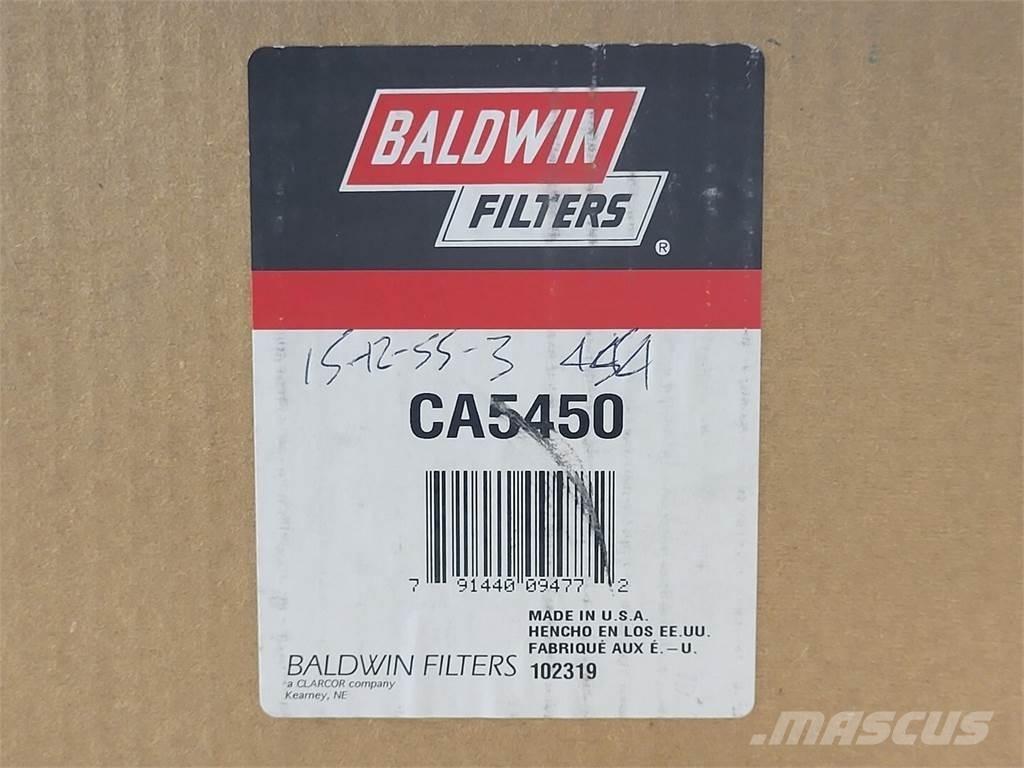 BALDWIN
FILTERS
®
15-12-55-3 454
CA5450
7 91440 09477 2
MADE IN U.S.A.
HENCHO EN LOS EE.UU.
FABRIQUÉ AUX É.–U.
BALDWIN FILTERS 102319
a CLARCOR company
Kearney, NE
.MASCUS